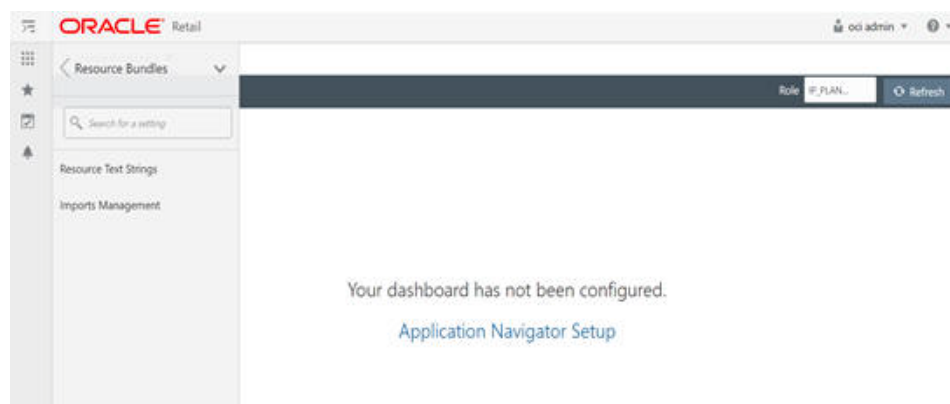 ORACLE Retail
oci admin
Resource Bundles
Role IP_PLAN... Refresh
Search for a setting
Resource Text Strings
Imports Management
Your dashboard has not been configured.
Application Navigator Setup